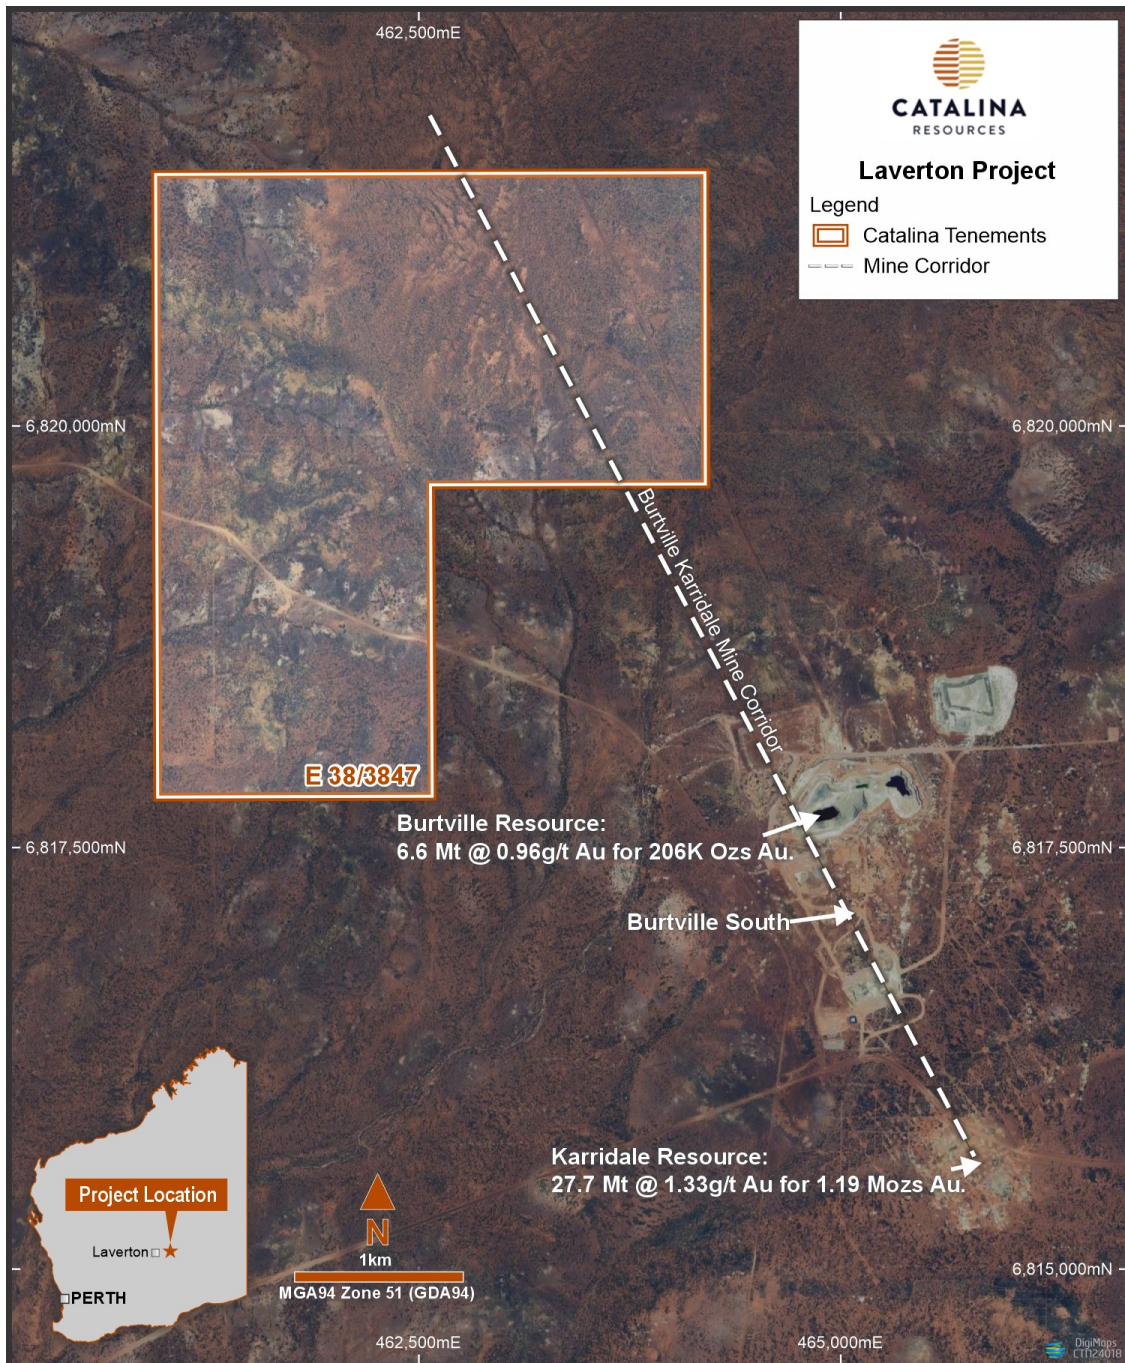 462,500mE
CATALINA
RESOURCES
Laverton Project
Legend
Catalina Tenements
Mine Corridor
6,820,000mN
6,820,000mN
Burtville Karridale Mine Corridor
E 38/3847
Burtville Resource:
6.6 Mt @ 0.96g/t Au for 206K Ozs Au.
6,817,500mN
6,817,500mN
Burtville South
Karridale Resource:
27.7 Mt @ 1.33g/t Au for 1.19 Mozs Au.
Project Location
Laverton
PERTH
N
1km
MGA94 Zone 51 (GDA94)
6,815,000mN
462,500mE
465,000mE
DigiMaps
CTN24018